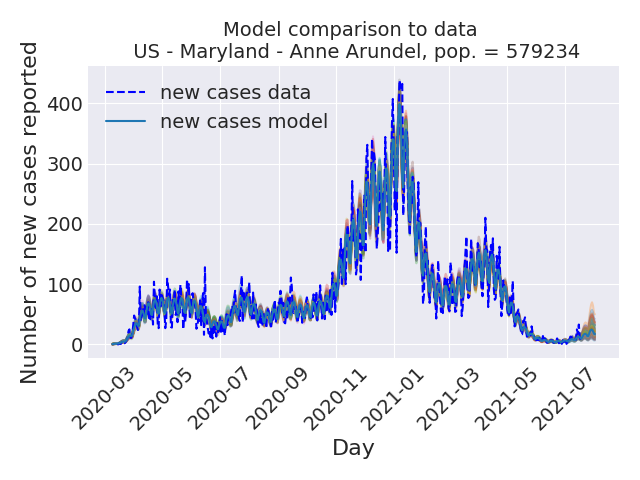 Model comparison to data
US - Maryland - Anne Arundel, pop. = 579234
Number of new cases reported
400
300
200
100
0
new cases data
new cases model
2020-03
2020-05
2020-07
2020-09
2020-11
2021-01
2021-03
2021-05
2021-07
Day